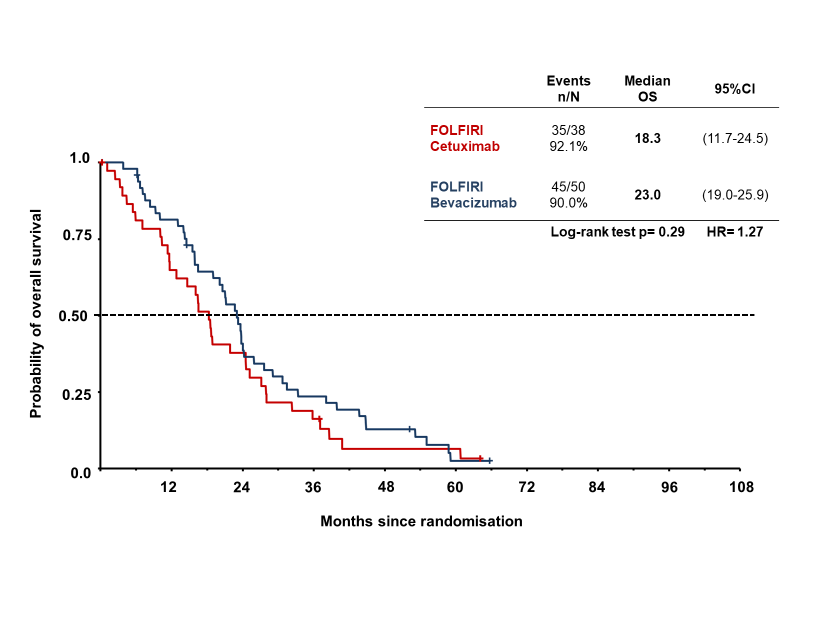 Events
n/N
Median
OS
95%CI
FOLFIRI
Cetuximab
35/38
92.1%
18.3
(11.7-24.5)
FOLFIRI
Bevacizumab
45/50
90.0%
23.0
(19.0-25.9)
Log-rank test p= 0.29 HR= 1.27
Probability of overall survival
1.0
0.75
0.50
0.25
0.0
12 24 36 48 60 72 84 96 108
Months since randomisation